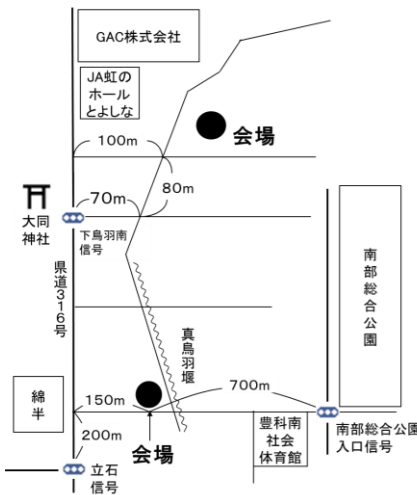 GAC株式会社
JA虹の
ホール
とよしな
会場
100m
80m
70m
大同
神社
下鳥羽南
信号
県道316号
真鳥羽堰
南部総合公園
綿半
150m
700m
200m
会場
立石
信号
豊科南
社会
体育館
南部総合公園
入口信号